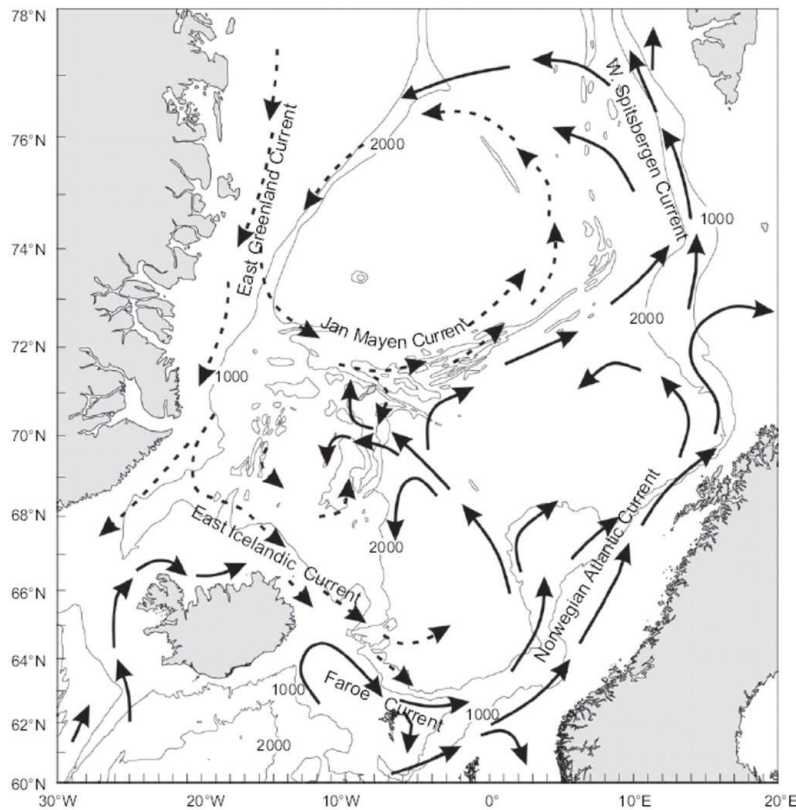 78°N
76°N
74°N
72°N
70°N
68°N
66°N
64°N
62°N
60°N
30°W
20°W
10°W
0°
10°E
20°E
W. Spitsbergen Current
2000
East Greenland Current
1000
2000
Jan Mayen Current
1000
East Icelandic Current
2000
Norwegian Atlantic Current
1000
Faroe Current
1000
2000